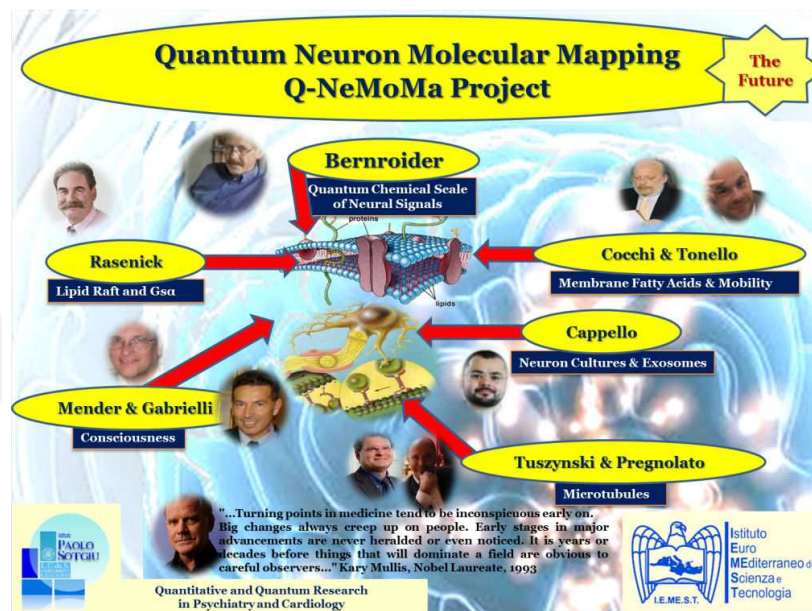 Quantum Neuron Molecular Mapping
Q-NeMoMa Project
The
Future
Bernroider
Quantum Chemical Scale
of Neural Signals
proteins
Rasenick
Lipid Raft and Gsα
Cocchi & Tonello
Membrane Fatty Acids & Mobility
lipids
Cappello
Neuron Cultures & Exosomes
Mender & Gabrielli
Consciousness
Tuszynski & Pregnolato
Microtubules
"...Turning points in medicine tend to be inconspicuous early on.
Big changes always creep up on people. Early stages in major
advancements are never heralded or even noticed. It is years or
decades before things that will dominate a field are obvious to
careful observers..." Kary Mullis, Nobel Laureate, 1993
PAOLO
SOTGIU
Quantitative and Quantum Research
in Psychiatry and Cardiology
I.E.ME.S.T.
Istituto
Euro
MEditerraneo di
Scienza e
Tecnologia